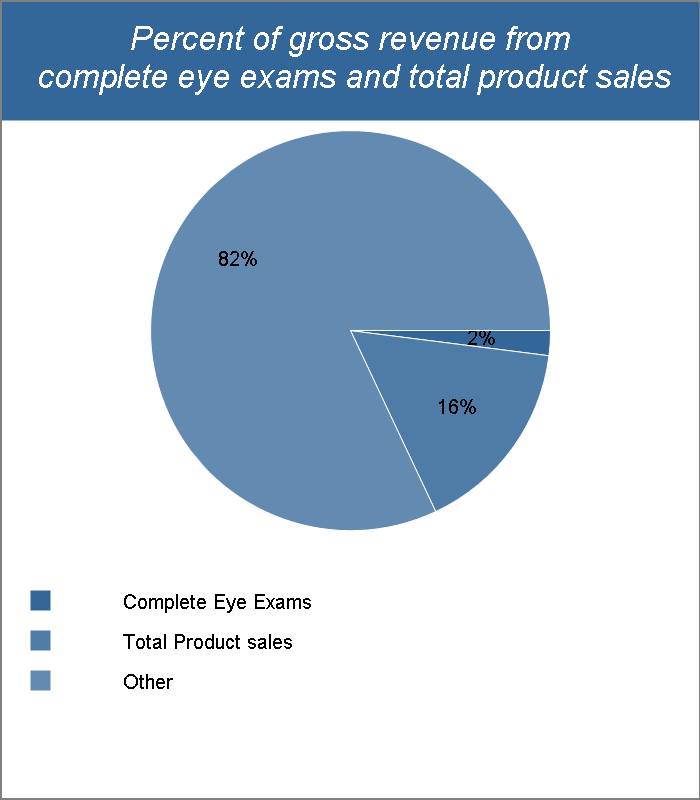 Percent of gross revenue from
complete eye exams and total product sales
82%
2%
16%
Complete Eye Exams
Total Product sales
Other